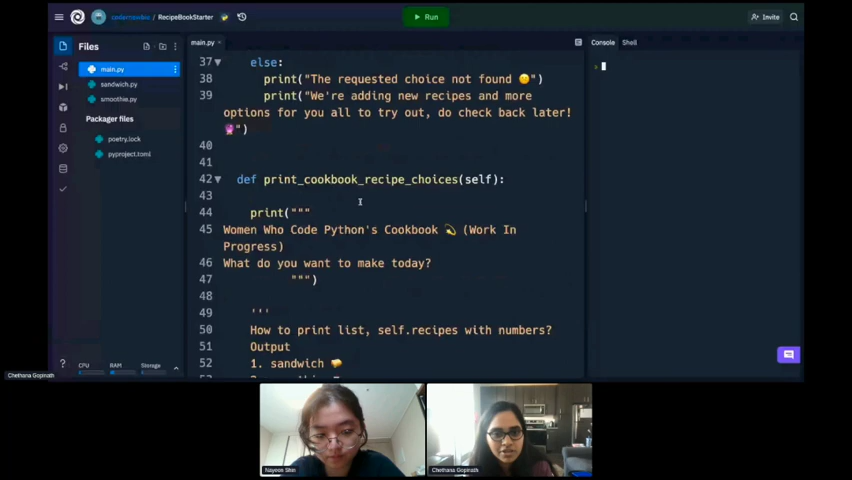 / RecipeBookStarter
Run
Invite
Files
main.py
sandwich.py
smoothie.py
Packager files
poetry.lock
pyproject.toml
CPU RAM Storage
main.py
37 else:
38 print("The requested choice not found 😊")
39 print("We're adding new recipes and more
options for you all to try out, do check back later!
🔮")
40
41
42 def print_cookbook_recipe_choices(self):
43
44 print("""
45 Women Who Code Python's Cookbook 💫 (Work In
Progress)
46 What do you want to make today?
47 """)
48
49 '''
50 How to print list, self.recipes with numbers?
51 Output
52 1. sandwich 🥪
Console Shell
Chethana Gopinath
Nayeon Shin
Chethana Gopinath